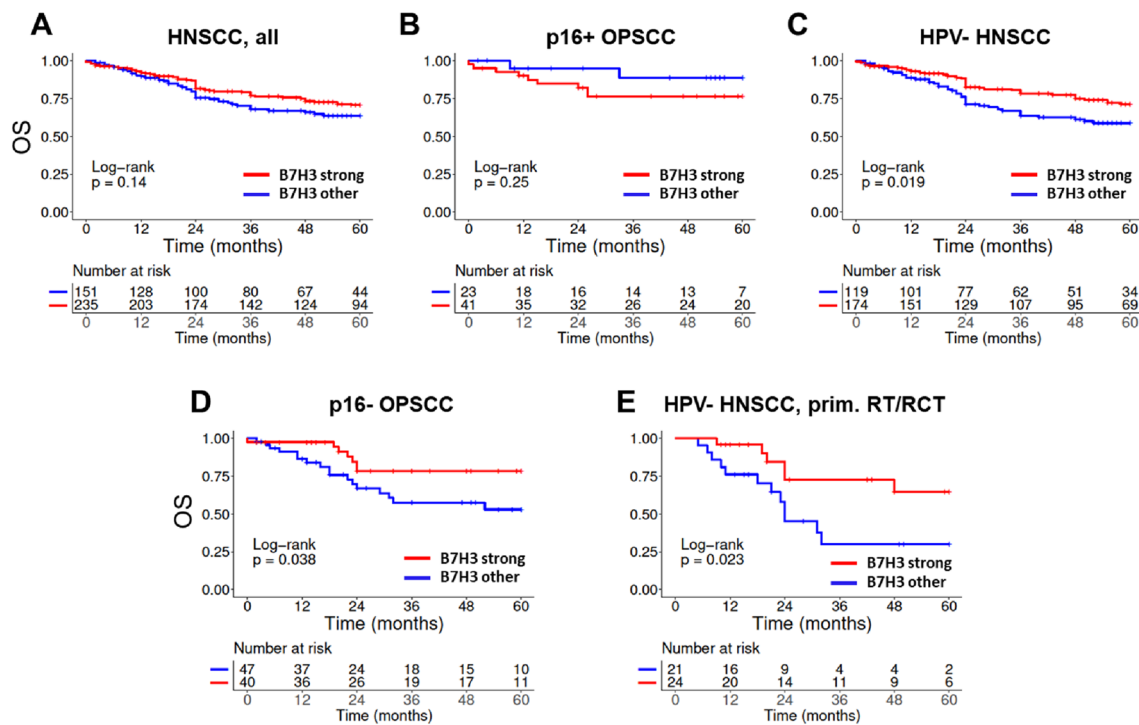 A
HNSCC, all
OS
1.00
0.75
0.50
0.25
0.00
Log-rank
p = 0.14
B7H3 strong
B7H3 other
0 12 24 36 48 60
Time (months)
Number at risk
151 128 100 80 67 44
235 203 174 142 124 94
0 12 24 36 48 60
Time (months)
B
p16+ OPSCC
1.00
0.75
0.50
0.25
0.00
Log-rank
p = 0.25
B7H3 strong
B7H3 other
0 12 24 36 48 60
Time (months)
Number at risk
23 18 16 14 13 7
41 35 32 26 24 20
0 12 24 36 48 60
Time (months)
C
HPV- HNSCC
1.00
0.75
0.50
0.25
0.00
Log-rank
p = 0.019
B7H3 strong
B7H3 other
0 12 24 36 48 60
Time (months)
Number at risk
119 101 77 62 51 34
174 151 129 107 95 69
0 12 24 36 48 60
Time (months)
D
p16- OPSCC
OS
1.00
0.75
0.50
0.25
0.00
Log-rank
p = 0.038
B7H3 strong
B7H3 other
0 12 24 36 48 60
Time (months)
Number at risk
47 37 24 18 15 10
40 36 26 19 17 11
0 12 24 36 48 60
Time (months)
E
HPV- HNSCC, prim. RT/RCT
1.00
0.75
0.50
0.25
0.00
Log-rank
p = 0.023
B7H3 strong
B7H3 other
0 12 24 36 48 60
Time (months)
Number at risk
21 16 9 4 4 2
24 20 14 11 9 6
0 12 24 36 48 60
Time (months)